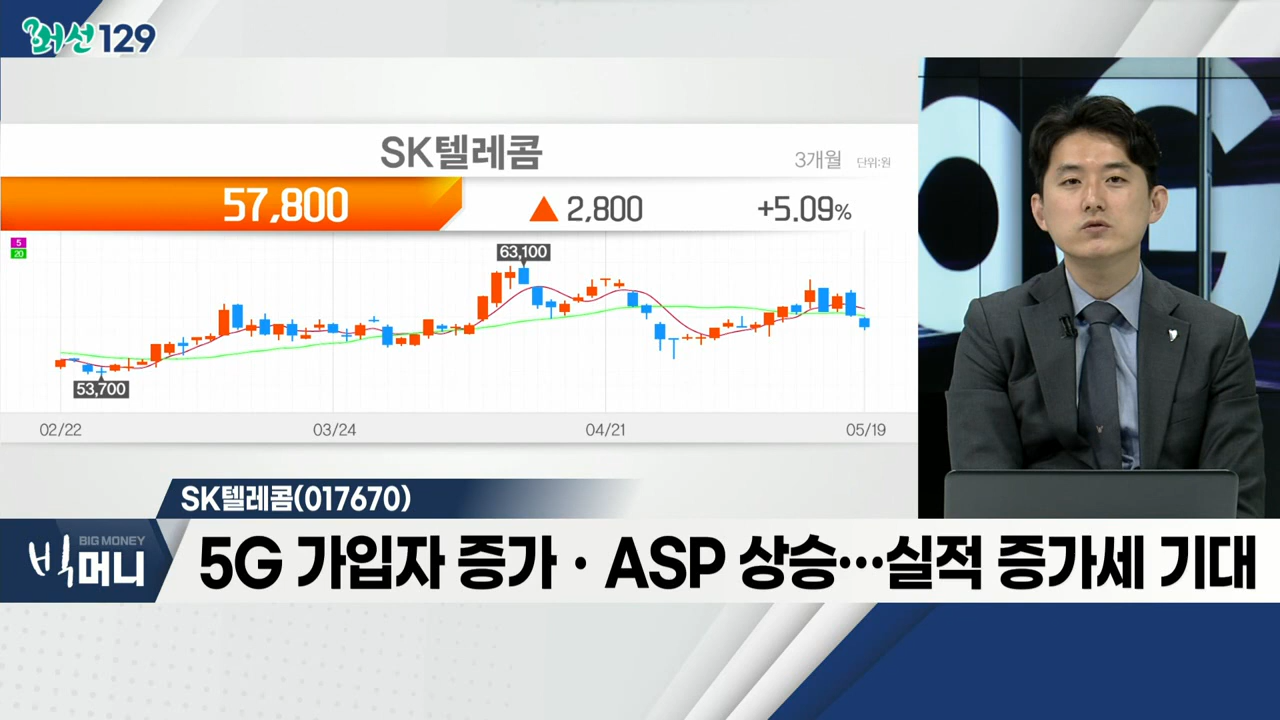 머선129
SK텔레콤
3개월 단위:원
57,800 ▲ 2,800 +5.09%
5
20
63,100
53,700
02/22 03/24 04/21 05/19
SK텔레콤(017670)
BIG MONEY
빅머니
5G 가입자 증가·ASP 상승…실적 증가세 기대